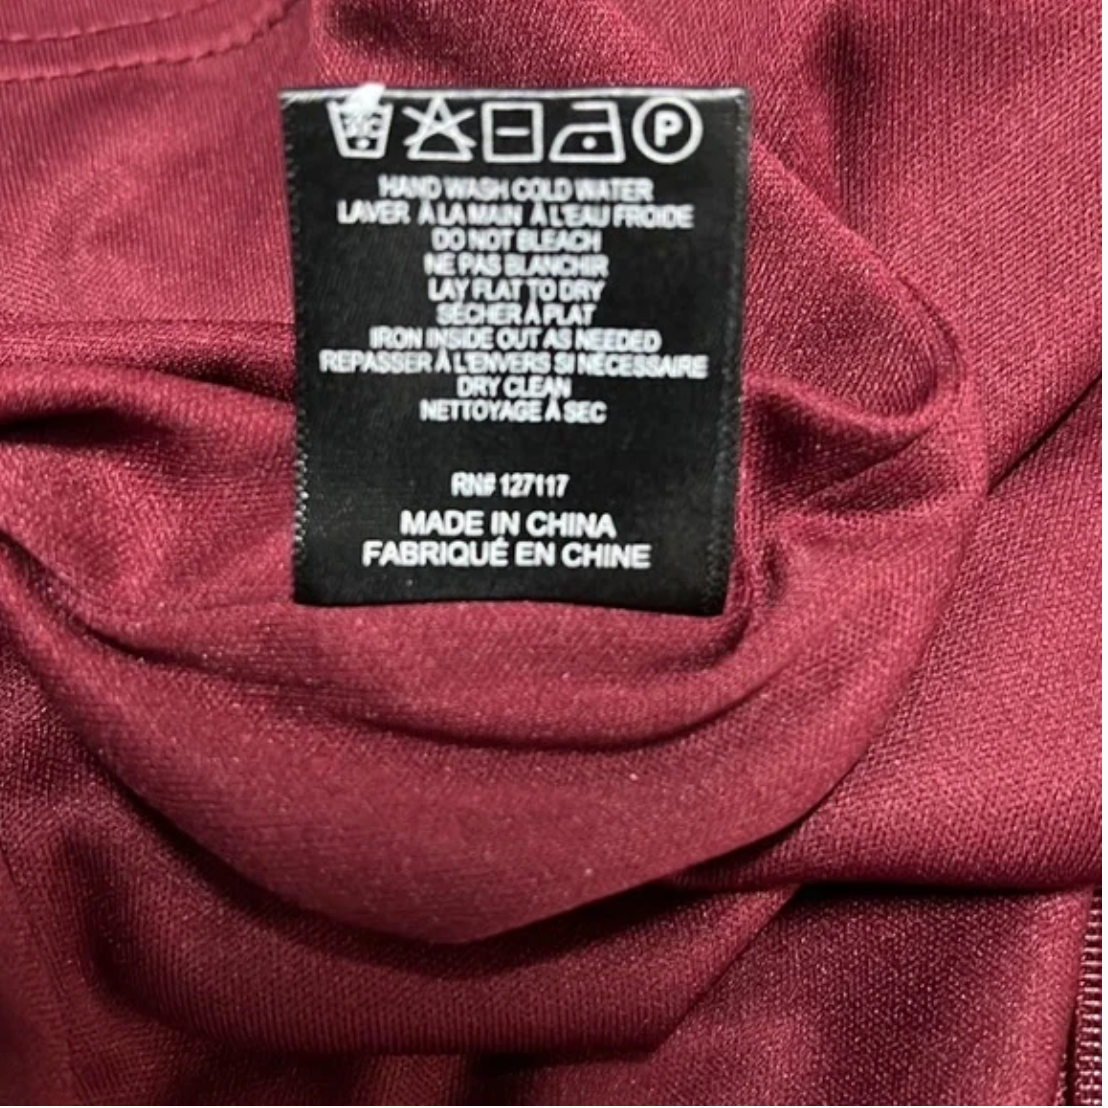 P
HAND WASH COLD WATER
LAVER À LA MAIN À L'EAU FROIDE
DO NOT BLEACH
NE PAS BLANCHIR
LAY FLAT TO DRY
SÉCHER À PLAT
IRON INSIDE OUT AS NEEDED
REPASSER À L'ENVERS SI NÉCESSAIRE
DRY CLEAN
NETTOYAGE À SEC
RN# 127117
MADE IN CHINA
FABRIQUÉ EN CHINE